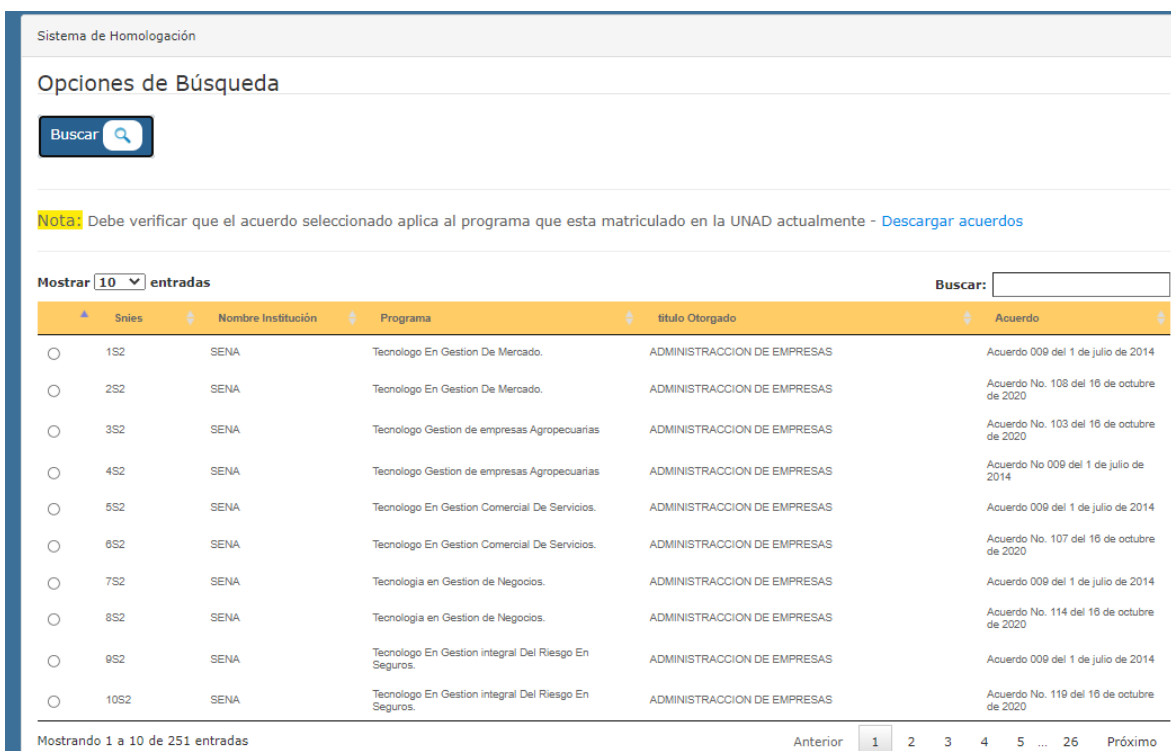 Sistema de Homologación
Opciones de Búsqueda
Buscar
Nota: Debe verificar que el acuerdo seleccionado aplica al programa que esta matriculado en la UNAD actualmente - Descargar acuerdos
Mostrar 10 entradas Buscar:
Snies Nombre Institución Programa titulo Otorgado Acuerdo
1S2 SENA Tecnologo En Gestion De Mercado. ADMINISTRACCION DE EMPRESAS Acuerdo 009 del 1 de julio de 2014
2S2 SENA Tecnologo En Gestion De Mercado. ADMINISTRACCION DE EMPRESAS Acuerdo No. 108 del 16 de octubre
de 2020
3S2 SENA Tecnologo Gestion de empresas Agropecuarias ADMINISTRACCION DE EMPRESAS Acuerdo No. 103 del 16 de octubre
de 2020
4S2 SENA Tecnologo Gestion de empresas Agropecuarias ADMINISTRACCION DE EMPRESAS Acuerdo No 009 del 1 de julio de
2014
5S2 SENA Tecnologo En Gestion Comercial De Servicios. ADMINISTRACCION DE EMPRESAS Acuerdo 009 del 1 de julio de 2014
6S2 SENA Tecnologo En Gestion Comercial De Servicios. ADMINISTRACCION DE EMPRESAS Acuerdo No. 107 del 16 de octubre
de 2020
7S2 SENA Tecnologia en Gestion de Negocios. ADMINISTRACCION DE EMPRESAS Acuerdo 009 del 1 de julio de 2014
8S2 SENA Tecnologia en Gestion de Negocios. ADMINISTRACCION DE EMPRESAS Acuerdo No. 114 del 16 de octubre
de 2020
9S2 SENA Tecnologo En Gestion integral Del Riesgo En
Seguros. ADMINISTRACCION DE EMPRESAS Acuerdo 009 del 1 de julio de 2014
10S2 SENA Tecnologo En Gestion integral Del Riesgo En
Seguros. ADMINISTRACCION DE EMPRESAS Acuerdo No. 119 del 16 de octubre
de 2020
Mostrando 1 a 10 de 251 entradas Anterior 1 2 3 4 5 ... 26 Próximo